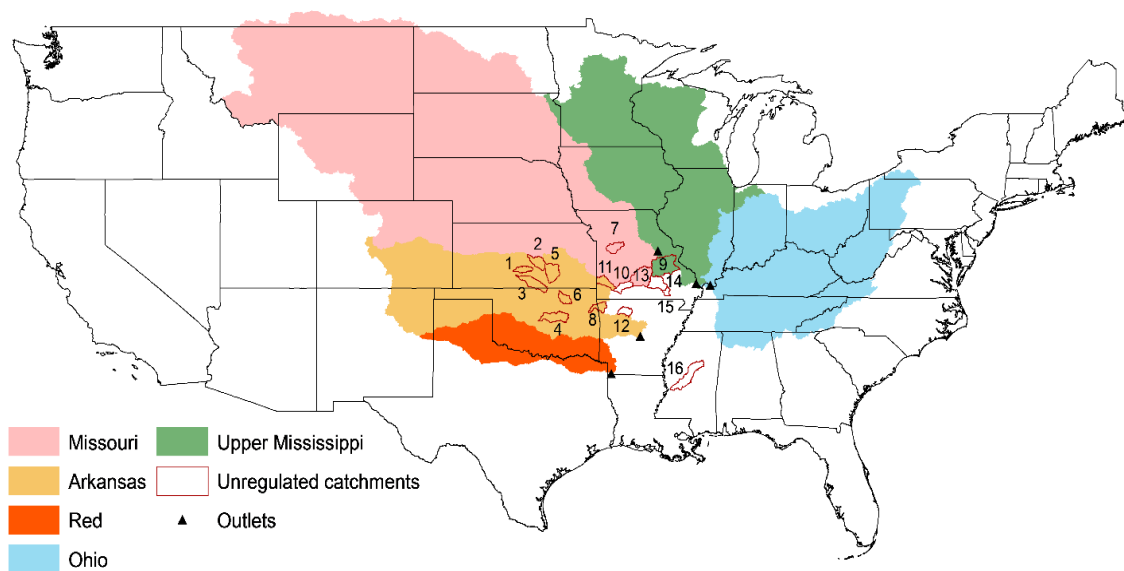 7
2
5
9
1
11
10
13
14
3
6
15
8
12
4
16
Missouri
Upper Mississippi
Arkansas
Unregulated catchments
Red
Outlets
Ohio